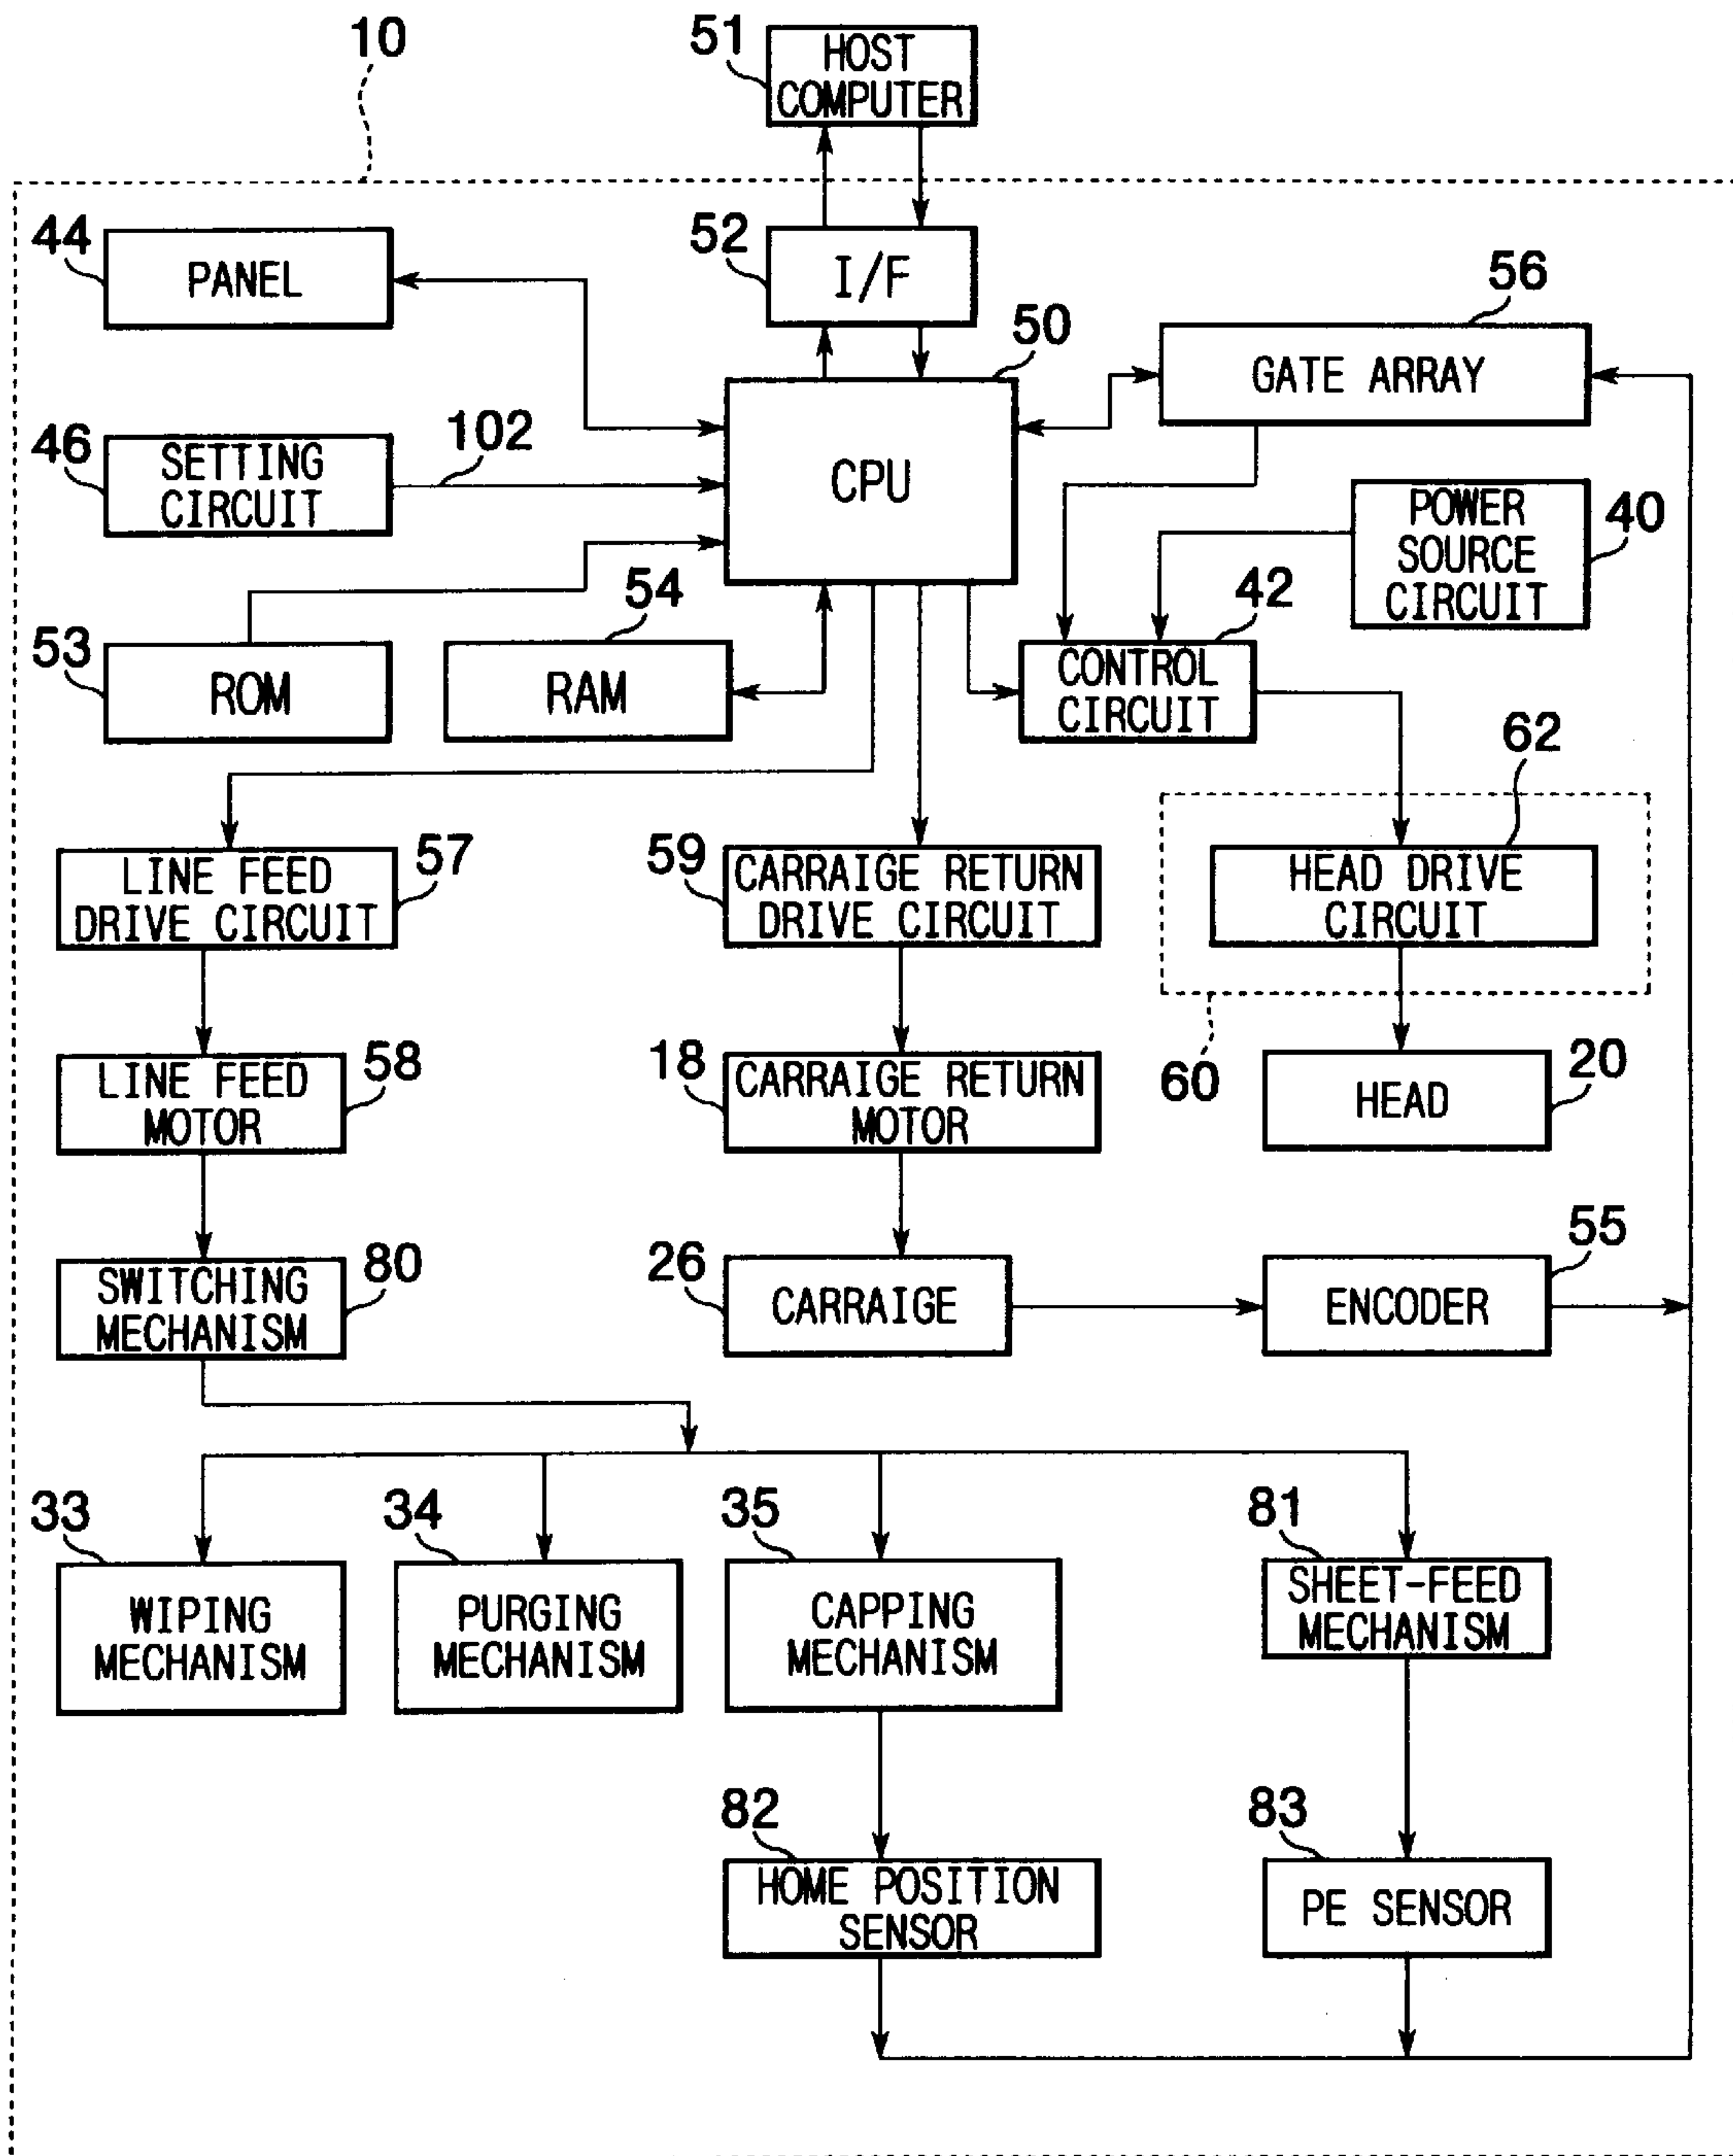 10
51
HOST
COMPUTER
44
PANEL
52
I/F
50
CPU
56
GATE ARRAY
46
SETTING
CIRCUIT
102
POWER
SOURCE
CIRCUIT
40
53
ROM
54
RAM
42
CONTROL
CIRCUIT
62
LINE FEED
DRIVE CIRCUIT
57
59
CARRAIGE RETURN
DRIVE CIRCUIT
HEAD DRIVE
CIRCUIT
60
LINE FEED
MOTOR
58
18
CARRAIGE RETURN
MOTOR
HEAD
20
SWITCHING
MECHANISM
80
26
CARRAIGE
ENCODER
55
33
WIPING
MECHANISM
34
PURGING
MECHANISM
35
CAPPING
MECHANISM
81
SHEET-FEED
MECHANISM
82
HOME POSITION
SENSOR
83
PE SENSOR